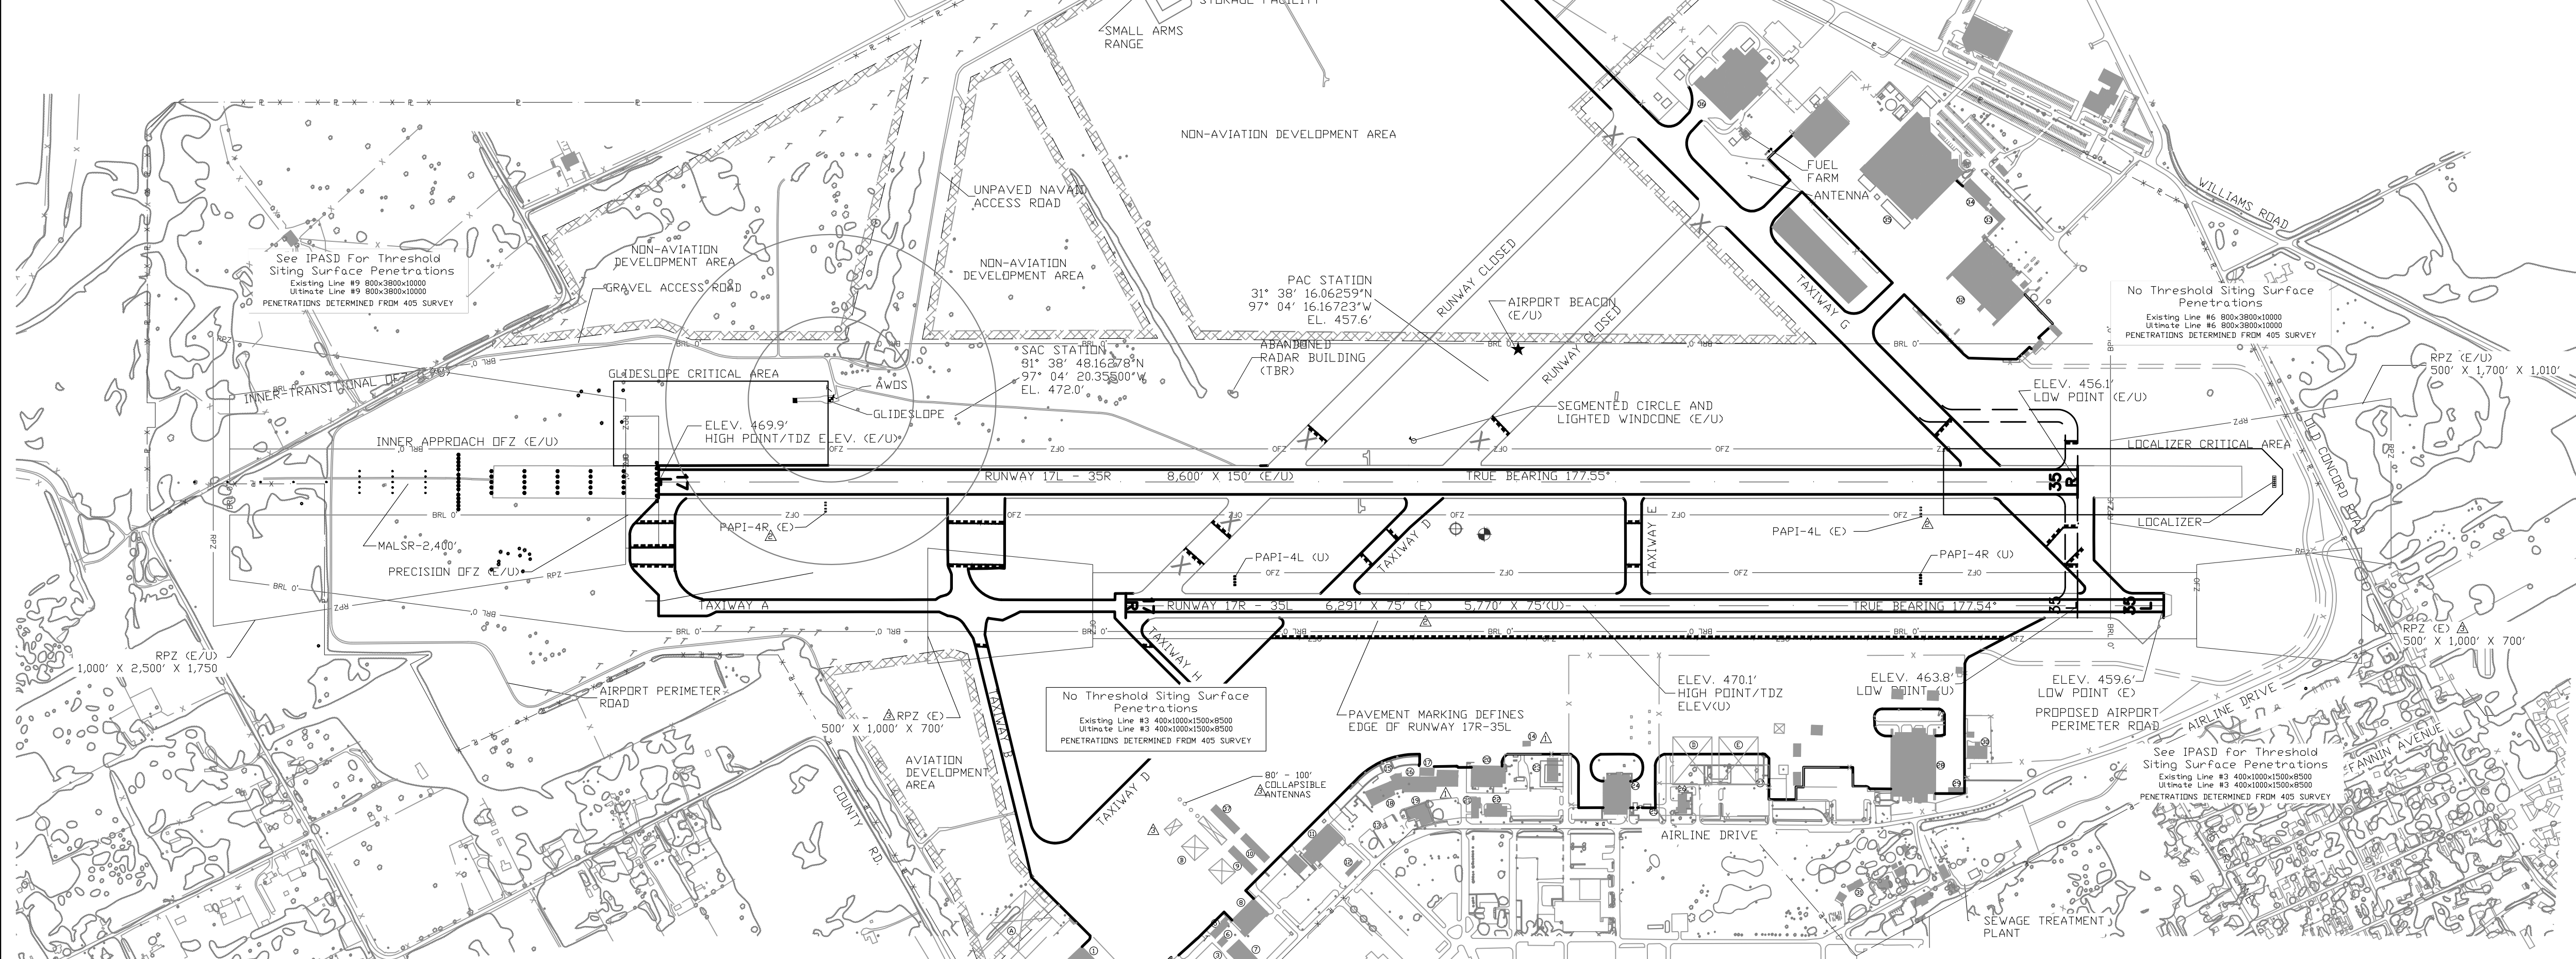 SMALL ARMS
RANGE
NON-AVIATION DEVELOPMENT AREA
UNPAVED NAVAID
ACCESS ROAD
FUEL
FARM
ANTENNA
WILLIAMS ROAD
See IPASD For Threshold
Siting Surface Penetrations
Existing Line #9 800x3800x10000
Ultimate Line #9 800x3800x10000
PENETRATIONS DETERMINED FROM 405 SURVEY
NON-AVIATION
DEVELOPMENT AREA
GRAVEL ACCESS ROAD
NON-AVIATION
DEVELOPMENT AREA
PAC STATION
31° 38' 16.06259"N
97° 04' 16.16723"W
EL. 457.6'
RUNWAY CLOSED
RUNWAY CLOSED
AIRPORT BEACON
(E/U)
TAXIWAY G
No Threshold Siting Surface
Penetrations
Existing Line #6 800x3800x10000
Ultimate Line #6 800x3800x10000
PENETRATIONS DETERMINED FROM 405 SURVEY
ABANDONED
RADAR BUILDING
(TBR)
SAC STATION
31° 38' 48.16278"N
97° 04' 20.35500"W
EL. 472.0'
RPZ (E/U)
500' X 1,700' X 1,010'
INNER-TRANSITIONAL OFZ (E/U)
GLIDESLOPE CRITICAL AREA
AWOS
GLIDESLOPE
ELEV. 456.1'
LOW POINT (E/U)
SEGMENTED CIRCLE AND
LIGHTED WINDCONE (E/U)
ELEV. 469.9'
HIGH POINT/TDZ ELEV. (E/U)
INNER APPROACH OFZ (E/U)
LOCALIZER CRITICAL AREA
OLD CONCORD ROAD
17
L
RUNWAY 17L - 35R
8,600' X 150' (E/U)
TRUE BEARING 177.55°
35
R
LOCALIZER
PAPI-4R (E)
TAXIWAY D
TAXIWAY E
PAPI-4L (E)
MALSR-2,400'
PRECISION OFZ (E/U)
PAPI-4L (U)
PAPI-4R (U)
TAXIWAY A
17
R
RUNWAY 17R - 35L
6,291' X 75' (E)
5,770' X 75'(U)
TRUE BEARING 177.54°
35
L
35
L
RPZ (E/U)
1,000' X 2,500' X 1,750
RPZ (E)
500' X 1,000' X 700'
TAXIWAY H
AIRPORT PERIMETER
ROAD
TAXIWAY B
No Threshold Siting Surface
Penetrations
Existing Line #3 400x1000x1500x8500
Ultimate Line #3 400x1000x1500x8500
PENETRATIONS DETERMINED FROM 405 SURVEY
RPZ (E)
500' X 1,000' X 700'
PAVEMENT MARKING DEFINES
EDGE OF RUNWAY 17R-35L
ELEV. 470.1'
HIGH POINT/TDZ
ELEV(U)
ELEV. 463.8'
LOW POINT (U)
ELEV. 459.6'
LOW POINT (E)
PROPOSED AIRPORT
PERIMETER ROAD
AIRLINE DRIVE
FANNIN AVENUE
See IPASD for Threshold
Siting Surface Penetrations
Existing Line #3 400x1000x1500x8500
Ultimate Line #3 400x1000x1500x8500
PENETRATIONS DETERMINED FROM 405 SURVEY
AVIATION
DEVELOPMENT
AREA
COUNTY RD.
TAXIWAY D
80' - 100'
COLLAPSIBLE
ANTENNAS
AIRLINE DRIVE
SEWAGE TREATMENT
PLANT